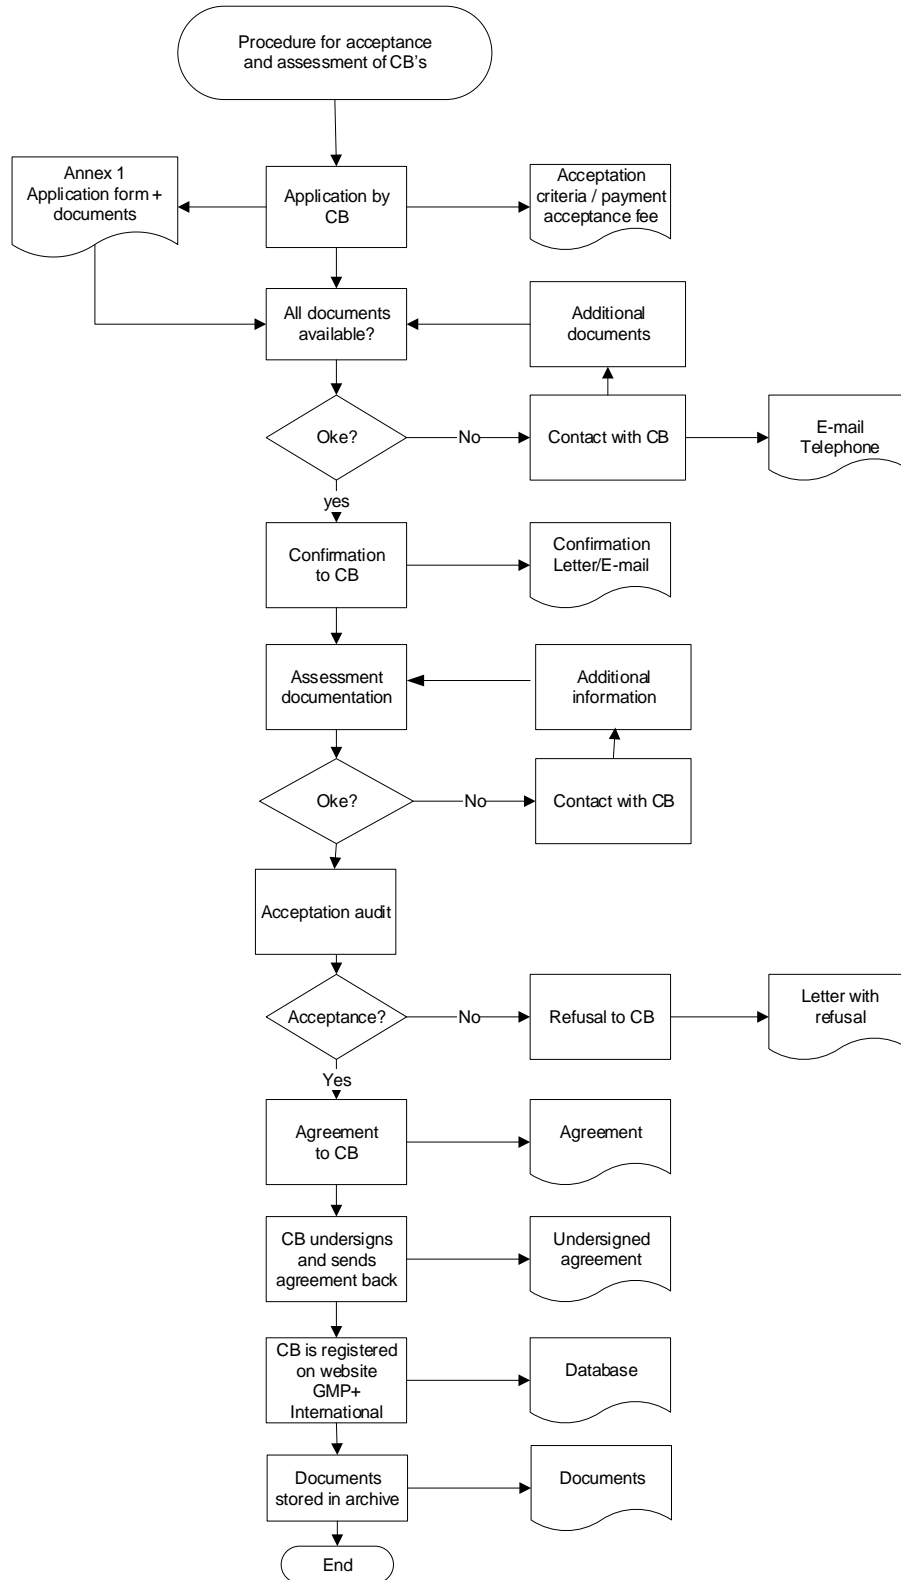 Procedure for acceptance
and assessment of CB's
Annex 1
Application form +
documents
Application by
CB
Acceptation
criteria / payment
acceptance fee
All documents
available?
Additional
documents
Oke?
No
Contact with CB
E-mail
Telephone
yes
Confirmation
to CB
Confirmation
Letter/E-mail
Assessment
documentation
Additional
information
Oke?
No
Contact with CB
Acceptation audit
Acceptance?
No
Refusal to CB
Letter with
refusal
Yes
Agreement
to CB
Agreement
CB undersigns
and sends
agreement back
Undersigned
agreement
CB is registered
on website
GMP+
International
Database
Documents
stored in archive
Documents
End